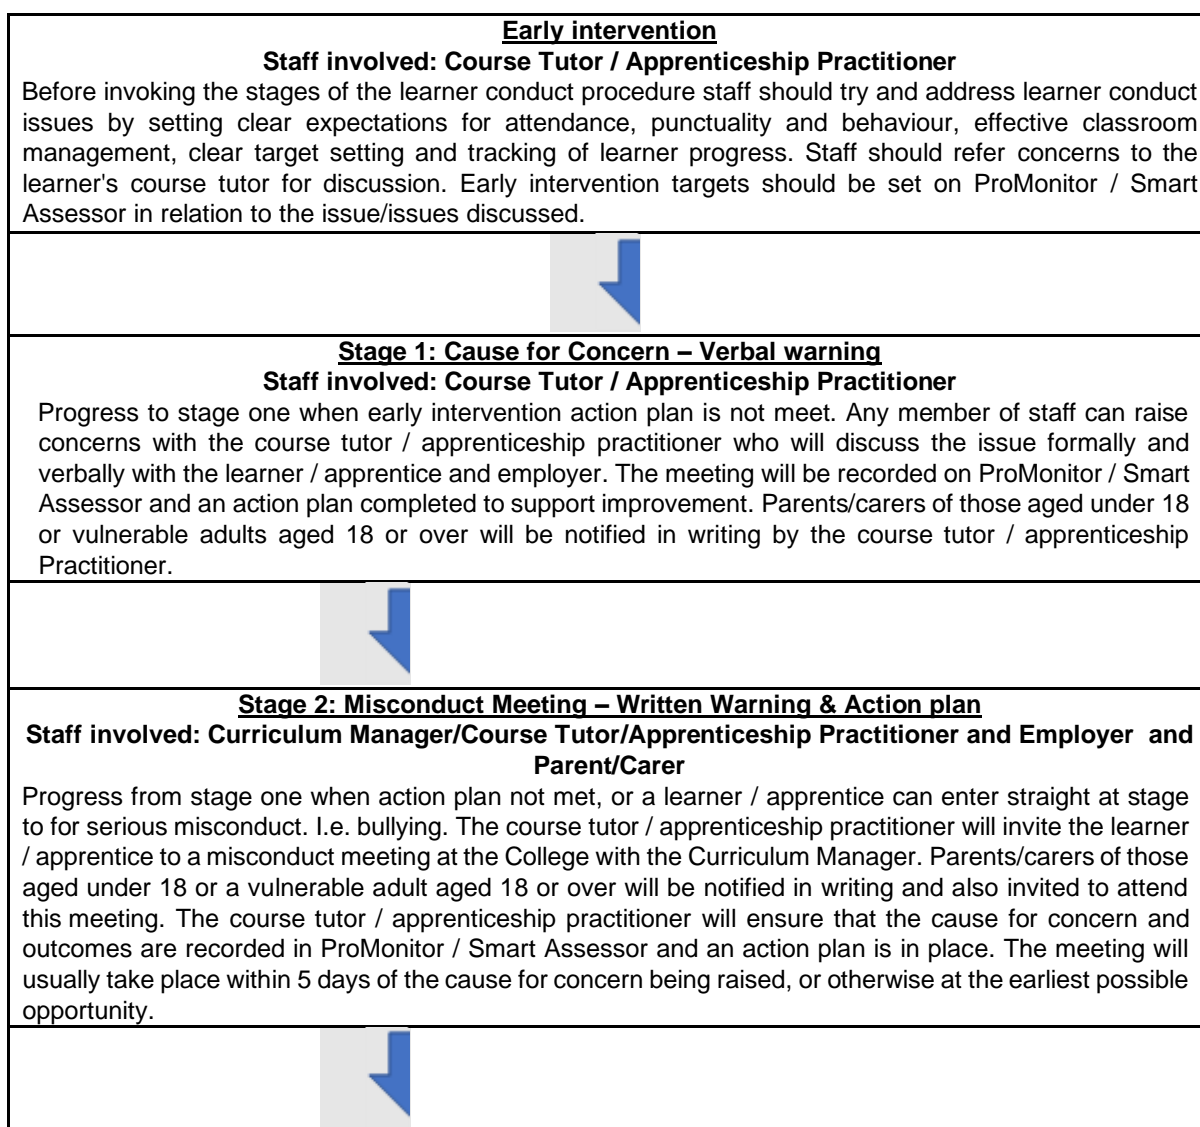 Early intervention
Staff involved: Course Tutor / Apprenticeship Practitioner
Before invoking the stages of the learner conduct procedure staff should try and address learner conduct
issues by setting clear expectations for attendance, punctuality and behaviour, effective classroom
management, clear target setting and tracking of learner progress. Staff should refer concerns to the
learner's course tutor for discussion. Early intervention targets should be set on ProMonitor / Smart
Assessor in relation to the issue/issues discussed.
Stage 1: Cause for Concern – Verbal warning
Staff involved: Course Tutor / Apprenticeship Practitioner
Progress to stage one when early intervention action plan is not meet. Any member of staff can raise
concerns with the course tutor / apprenticeship practitioner who will discuss the issue formally and
verbally with the learner / apprentice and employer. The meeting will be recorded on ProMonitor / Smart
Assessor and an action plan completed to support improvement. Parents/carers of those aged under 18
or vulnerable adults aged 18 or over will be notified in writing by the course tutor / apprenticeship
Practitioner.
Stage 2: Misconduct Meeting – Written Warning & Action plan
Staff involved: Curriculum Manager/Course Tutor/Apprenticeship Practitioner and Employer and
Parent/Carer
Progress from stage one when action plan not met, or a learner / apprentice can enter straight at stage
to for serious misconduct. I.e. bullying. The course tutor / apprenticeship practitioner will invite the learner
/ apprentice to a misconduct meeting at the College with the Curriculum Manager. Parents/carers of those
aged under 18 or a vulnerable adult aged 18 or over will be notified in writing and also invited to attend
this meeting. The course tutor / apprenticeship practitioner will ensure that the cause for concern and
outcomes are recorded in ProMonitor / Smart Assessor and an action plan is in place. The meeting will
usually take place within 5 days of the cause for concern being raised, or otherwise at the earliest possible
opportunity.